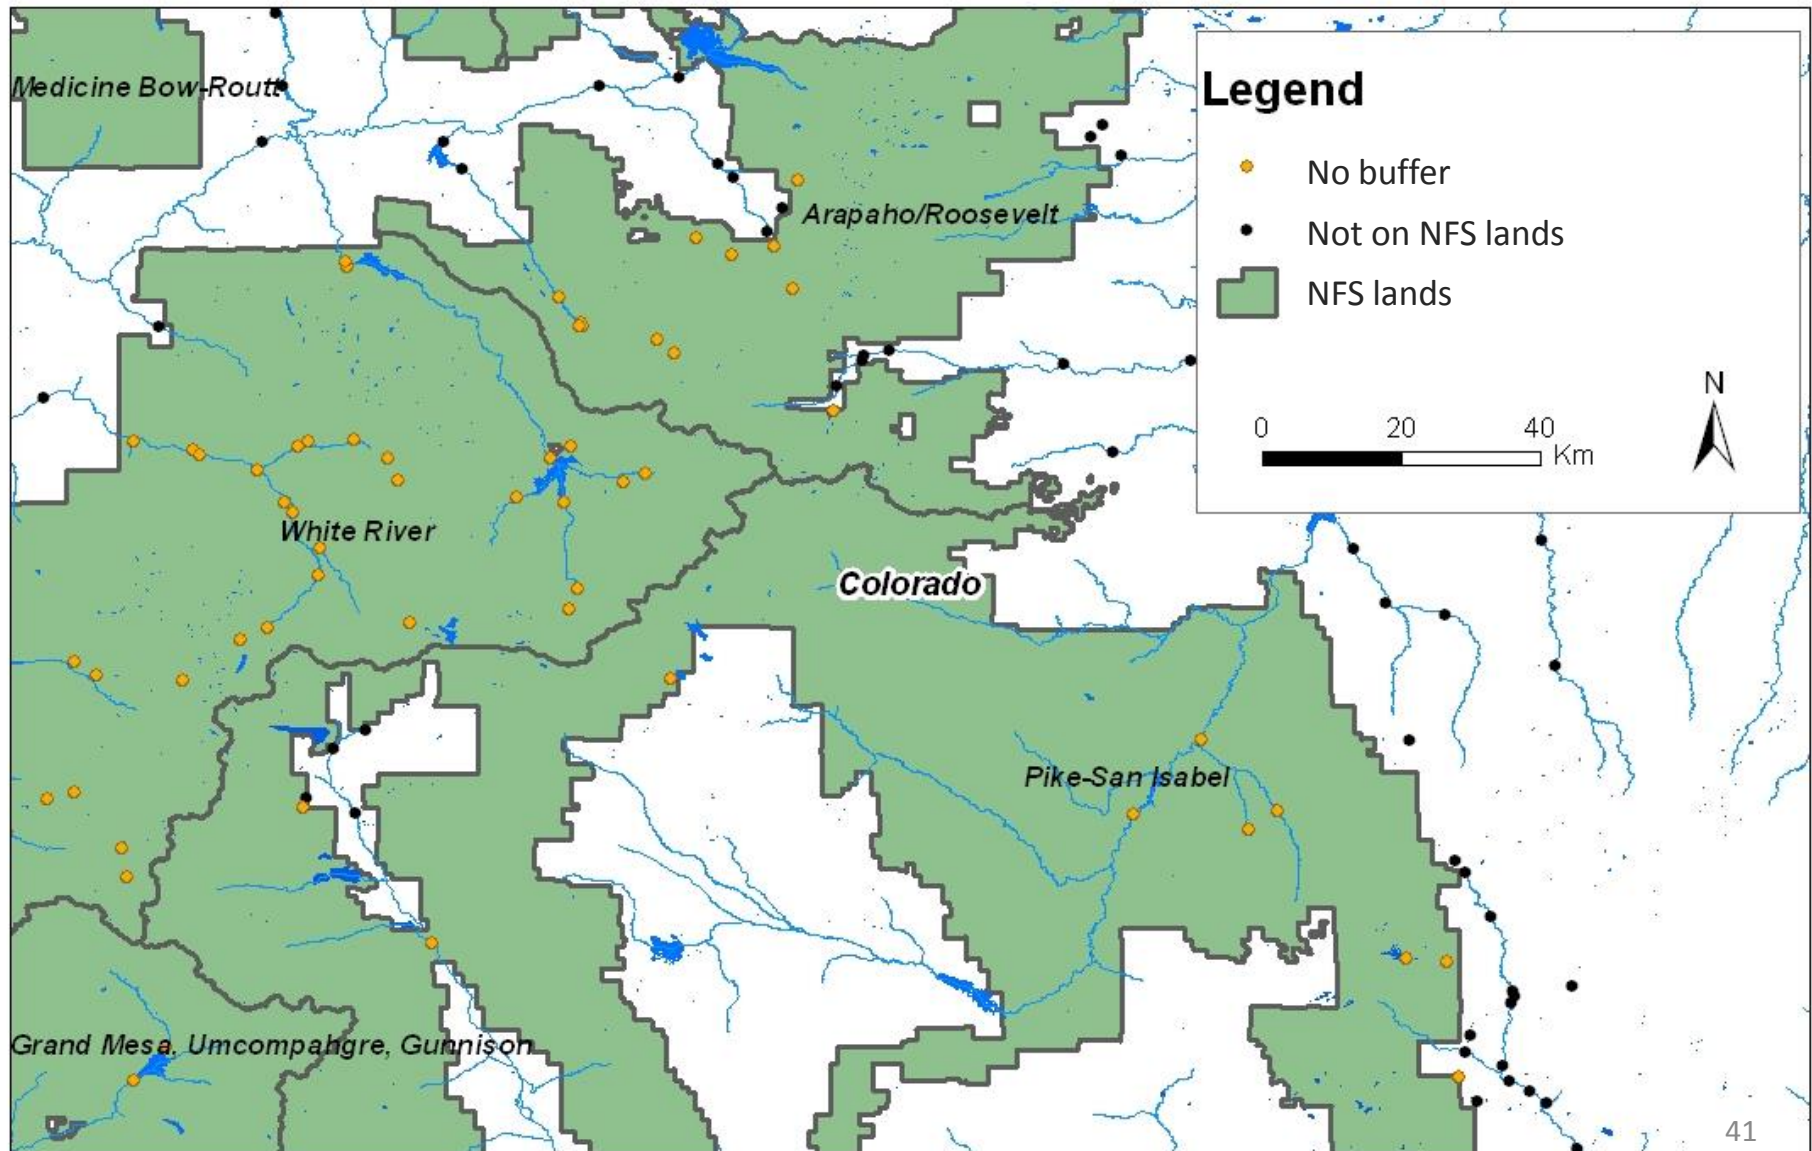 Medicine Bow-Routt
Legend
No buffer
Not on NFS lands
NFS lands
Arapaho/Roosevelt
N
0 20 40
Km
White River
Colorado
Pike-San Isabel
Grand Mesa, Umcompahgre, Gunnison
41